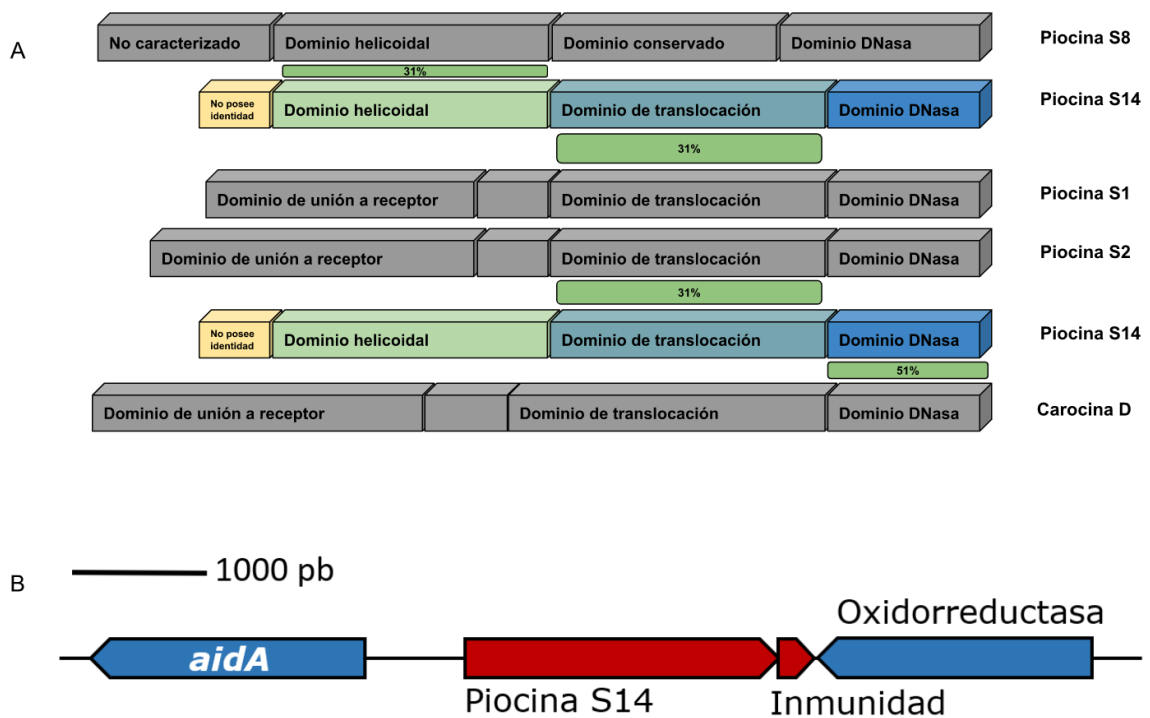 A
No caracterizado Dominio helicoidal Dominio conservado Dominio DNasa Piocina S8
31%
No posee
identidad
Dominio helicoidal Dominio de translocación Dominio DNasa Piocina S14
31%
Dominio de unión a receptor Dominio de translocación Dominio DNasa Piocina S1
Dominio de unión a receptor Dominio de translocación Dominio DNasa Piocina S2
31%
No posee
identidad
Dominio helicoidal Dominio de translocación Dominio DNasa Piocina S14
51%
Dominio de unión a receptor Dominio de translocación Dominio DNasa Carocina D
B
1000 pb
Oxidorreductasa
aidA
Piocina S14 Inmunidad